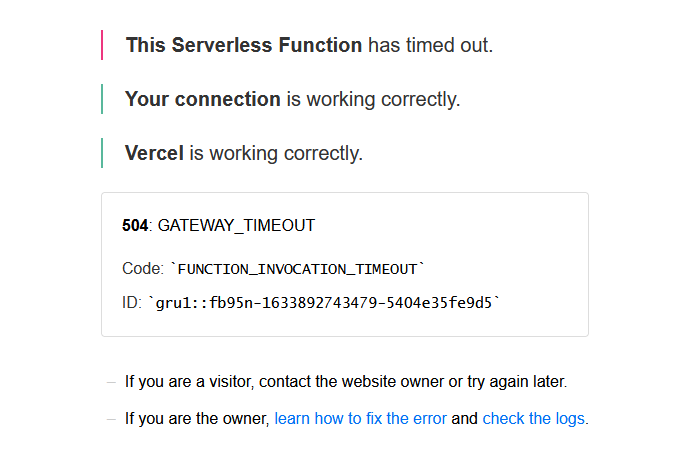 This Serverless Function has timed out.
Your connection is working correctly.
Vercel is working correctly.
504: GATEWAY_TIMEOUT
Code: `FUNCTION_INVOCATION_TIMEOUT`
ID: `gru1::fb95n-1633892743479-5404e35fe9d5`
– If you are a visitor, contact the website owner or try again later.
– If you are the owner, learn how to fix the error and check the logs.